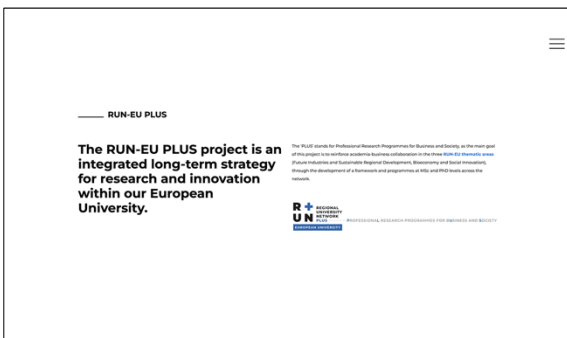 RUN-EU PLUS
The RUN-EU PLUS project is an
integrated long-term strategy
for research and innovation
within our European
University.
The 'PLUS' stands for Professional Research Programmes for Business and Society, as the main goal
of this project is to reinforce academia-business collaboration in the three RUN-EU thematic areas
(Future Industries and Sustainable Regional Development, Bioeconomy and Social Innovation),
through the development of a framework and programmes at MSc and PhD levels across the
network.
R+
UN
REGIONAL
UNIVERSITY
NETWORK
PLUS
EUROPEAN UNIVERSITY
PROFESSIONAL RESEARCH PROGRAMMES FOR BUSINESS AND SOCIETY